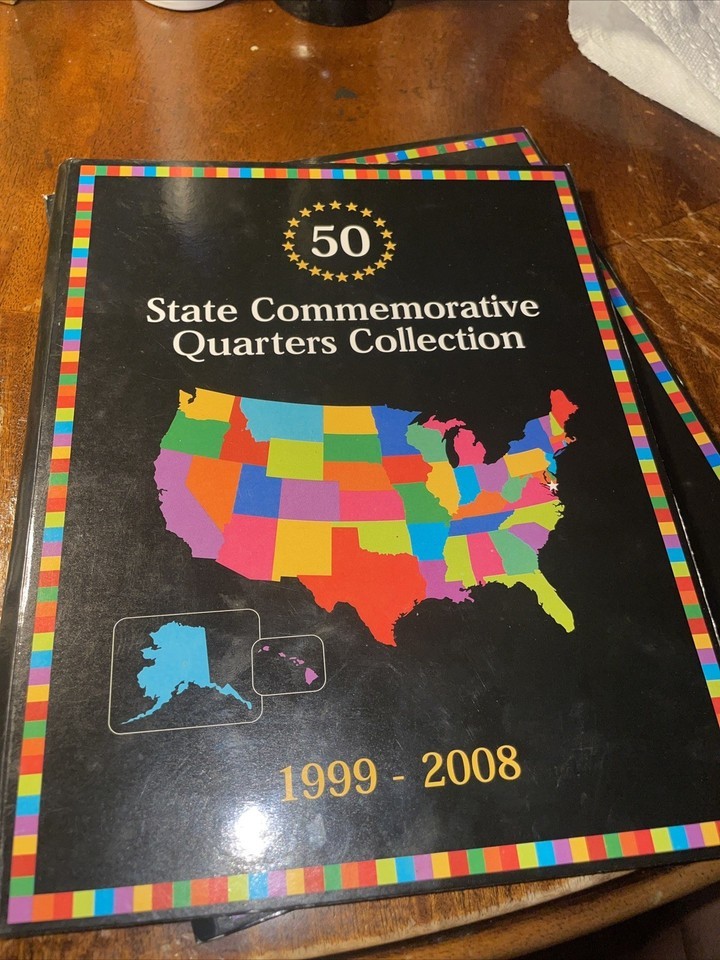 50
State Commemorative
Quarters Collection
1999 - 2008